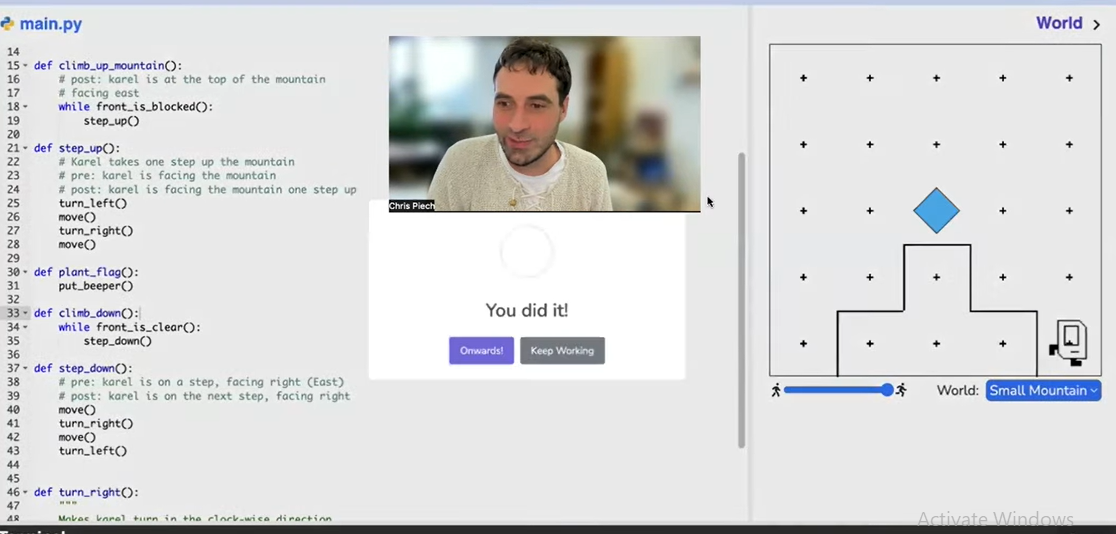 main.py
World >
14
15 def climb_up_mountain():
16 # post: karel is at the top of the mountain
17 # facing east
18 while front_is_blocked():
19 step_up()
20
21 def step_up():
22 # Karel takes one step up the mountain
23 # pre: karel is facing the mountain
24 # post: karel is facing the mountain one step up
25 turn_left()
26 move()
27 turn_right()
28 move()
29
30 def plant_flag():
31 put_beeper()
32
33 def climb_down():
34 while front_is_clear():
35 step_down()
36
37 def step_down():
38 # pre: karel is on a step, facing right (East)
39 # post: karel is on the next step, facing right
40 move()
41 turn_right()
42 move()
43 turn_left()
44
45
46 def turn_right():
47 """
48 Makes karel turn in the clock-wise direction
Chris Piech
You did it!
Onwards!
Keep Working
World: Small Mountain
Activate Windows
Terminal